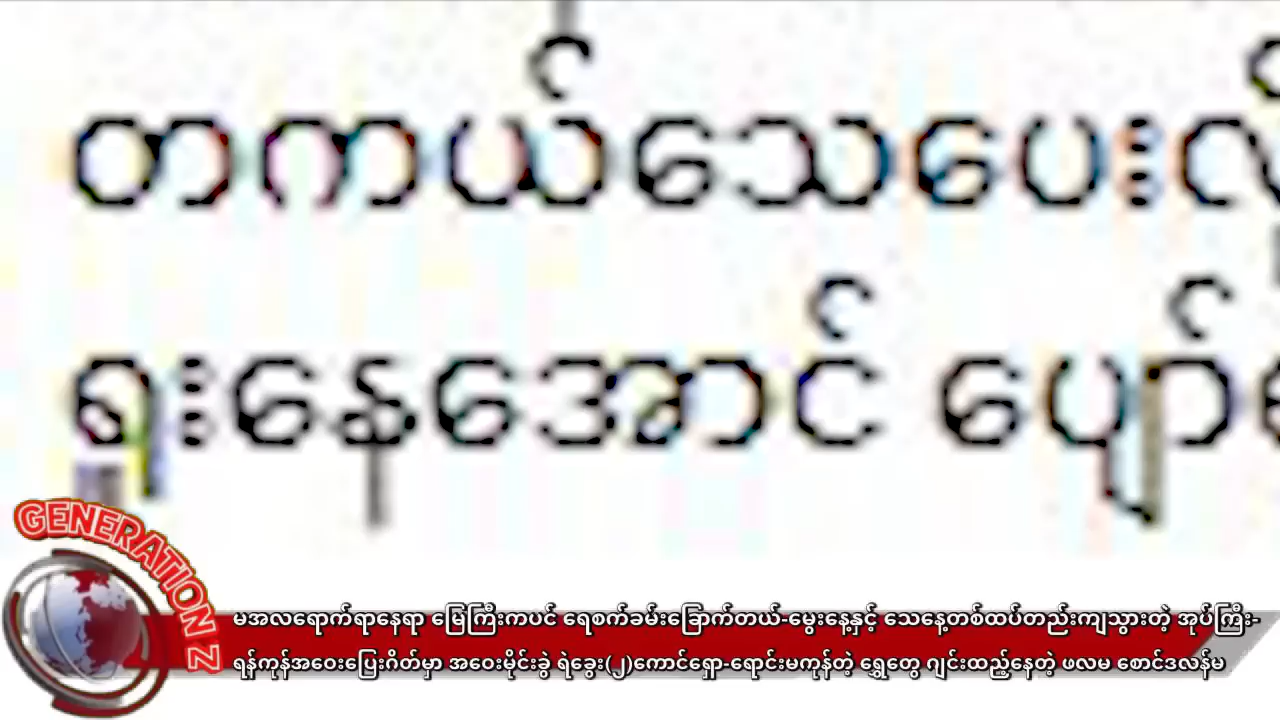 တကယ်သေပေး
ရူးနေအောင် ပျော်
GENERATION Z
မအလရောက်ရာနေရာ မြေကြီးကပင် ရေစက်ခမ်းခြောက်တယ်-မွေးနေ့နှင့် သေနေ့တစ်ထပ်တည်းကျသွားတဲ့ အုပ်ကြီး-
ရန်ကုန်အဝေးပြေးဂိတ်မှာ အဝေးမိုင်းခွဲ ရဲခွေး(၂)ကောင်ရှော-ရောင်းမကုန်တဲ့ ရွှေတွေ ဂျင်းထည့်နေတဲ့ ဖလမ စောင်ဒလန်မ